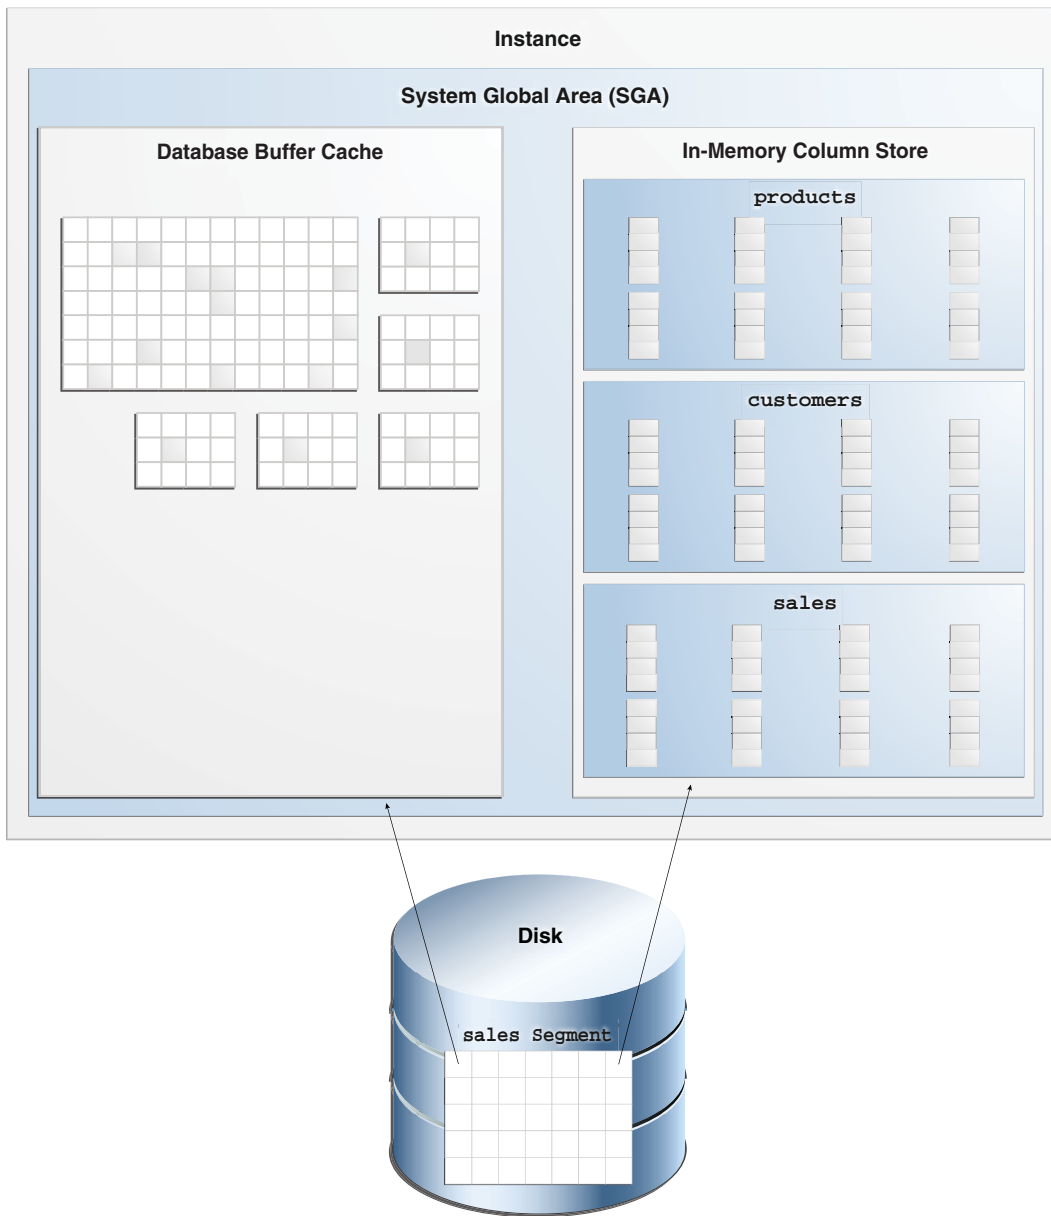 Instance
System Global Area (SGA)
Database Buffer Cache
In-Memory Column Store
products
customers
sales
Disk
sales Segment